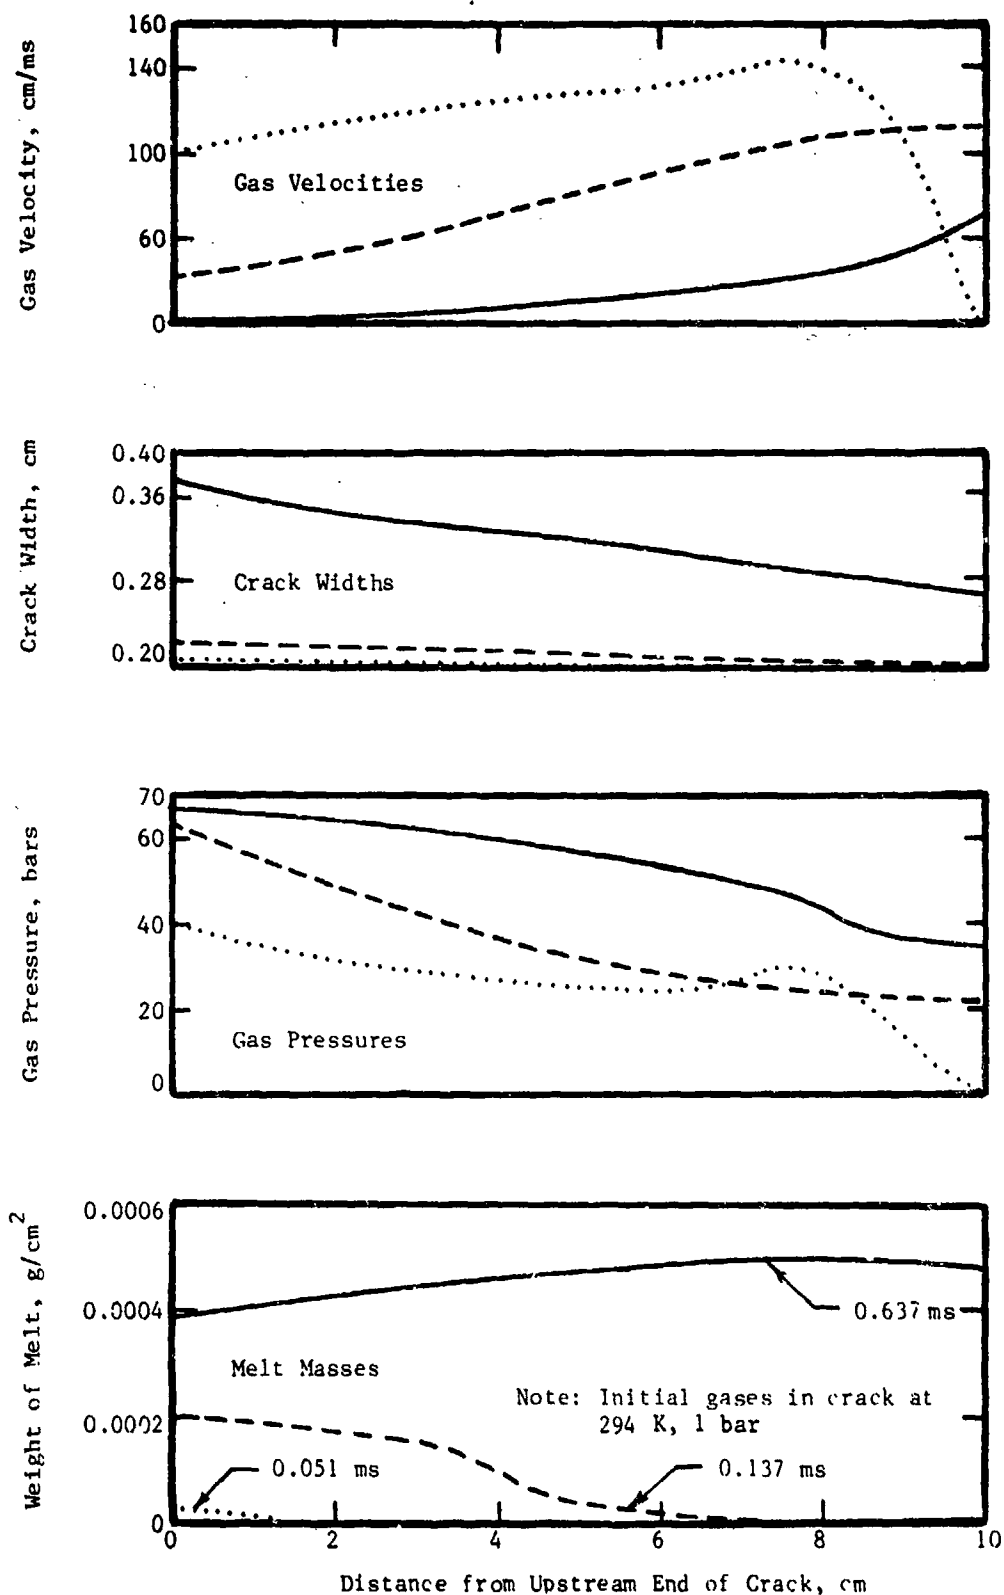 Gas Velocity, cm/ms
160
140
100
60
0
Gas Velocities
Crack Width, cm
0.40
0.36
0.28
0.20
Crack Widths
Gas Pressure, bars
70
60
40
20
0
Gas Pressures
Weight of Melt, g/cm²
0.0006
0.0004
0.0002
0
0.637 ms
Melt Masses
Note: Initial gases in crack at
294 K, 1 bar
0.051 ms
0.137 ms
0 2 4 6 8 10
Distance from Upstream End of Crack, cm